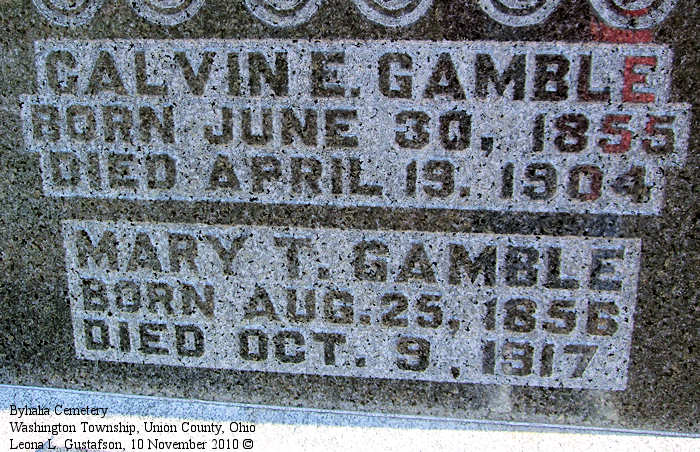 CALVIN E. GAMBLE
BORN JUNE 30, 1855
DIED APRIL 19. 1904
MARY T. GAMBLE
BORN AUG. 25, 1856
DIED OCT. 9. 1917
Byhalia Cemetery
Washington Township, Union County, Ohio
Leona L. Gustafson, 10 November 2010 ©